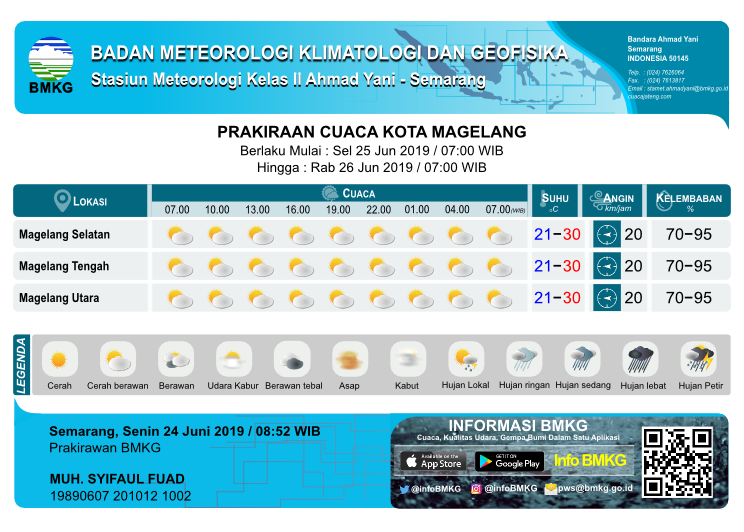 BMKG
BADAN METEOROLOGI KLIMATOLOGI DAN GEOFISIKA
Stasiun Meteorologi Kelas II Ahmad Yani - Semarang
Bandara Ahmad Yani
Semarang
INDONESIA 50145
Telp. : (024) 7626064
Fax. : (024) 7613817
Email : stamet.ahmadyani@bmkg.go.id
cuacajateng.com
PRAKIRAAN CUACA KOTA MAGELANG
Berlaku Mulai : Sel 25 Jun 2019 / 07:00 WIB
Hingga : Rab 26 Jun 2019 / 07:00 WIB
LOKASI CUACA SUHU °C ANGIN km/jam KELEMBABAN %
07.00 10.00 13.00 16.00 19.00 22.00 01.00 04.00 07.00 (WIB)
Magelang Selatan 21-30 20 70-95
Magelang Tengah 21-30 20 70-95
Magelang Utara 21-30 20 70-95
LEGENDA
Cerah Cerah berawan Berawan Udara Kabur Berawan tebal Asap Kabut Hujan Lokal Hujan ringan Hujan sedang Hujan lebat Hujan Petir
Semarang, Senin 24 Juni 2019 / 08:52 WIB
Prakirawan BMKG
MUH. SYIFAUL FUAD
19890607 201012 1002
INFORMASI BMKG
Cuaca, Kualitas Udara, Gempa Bumi Dalam Satu Aplikasi
Available on the App Store
GET IT ON Google Play
Info BMKG
@infoBMKG @infoBMKG pws@bmkg.go.id